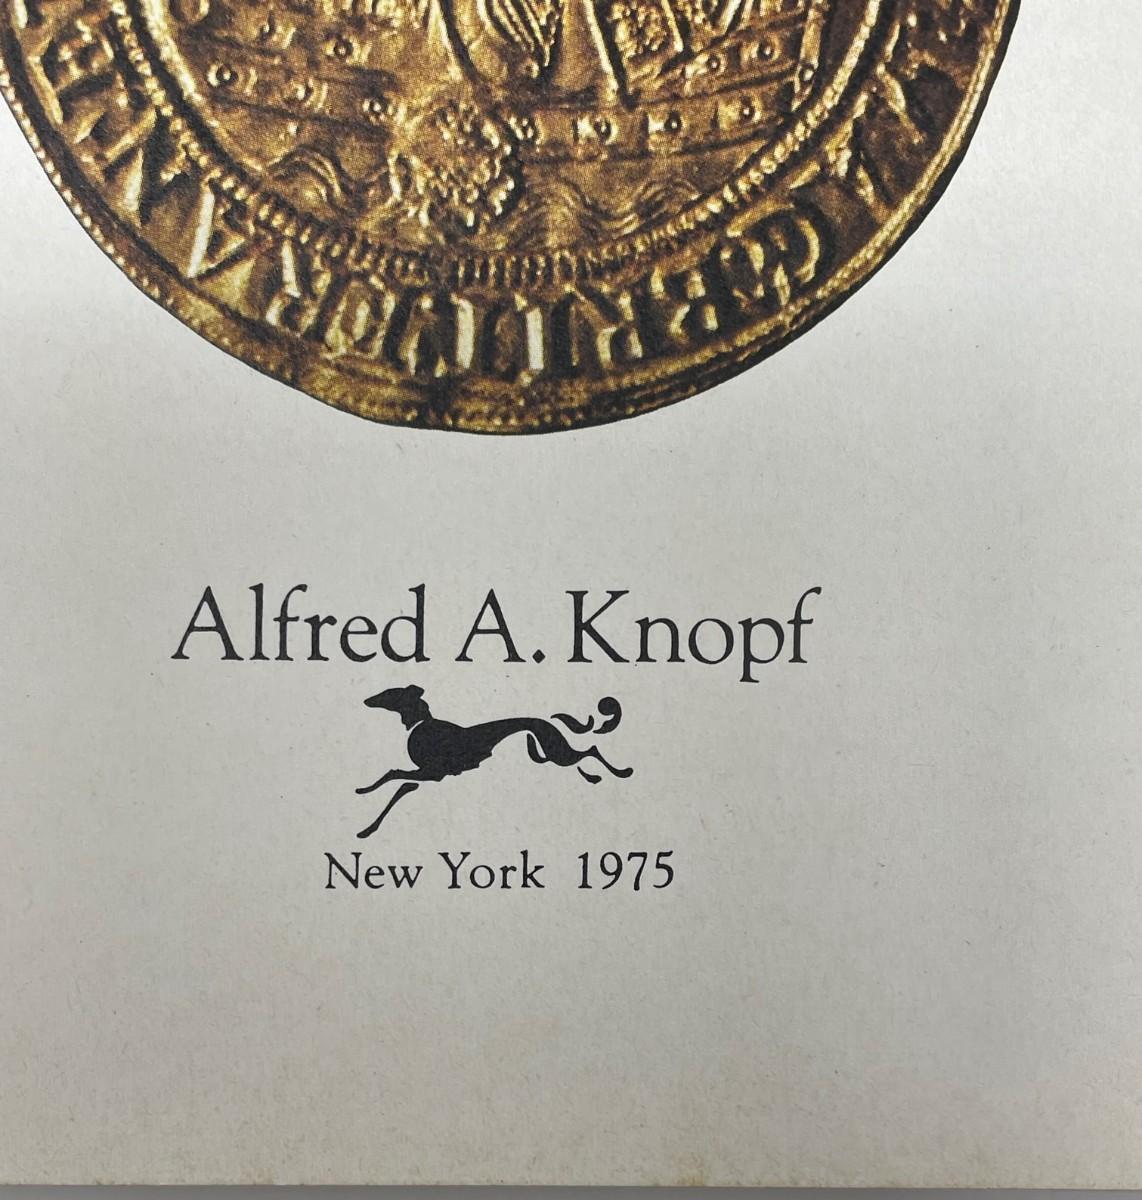 Alfred A. Knopf
New York 1975